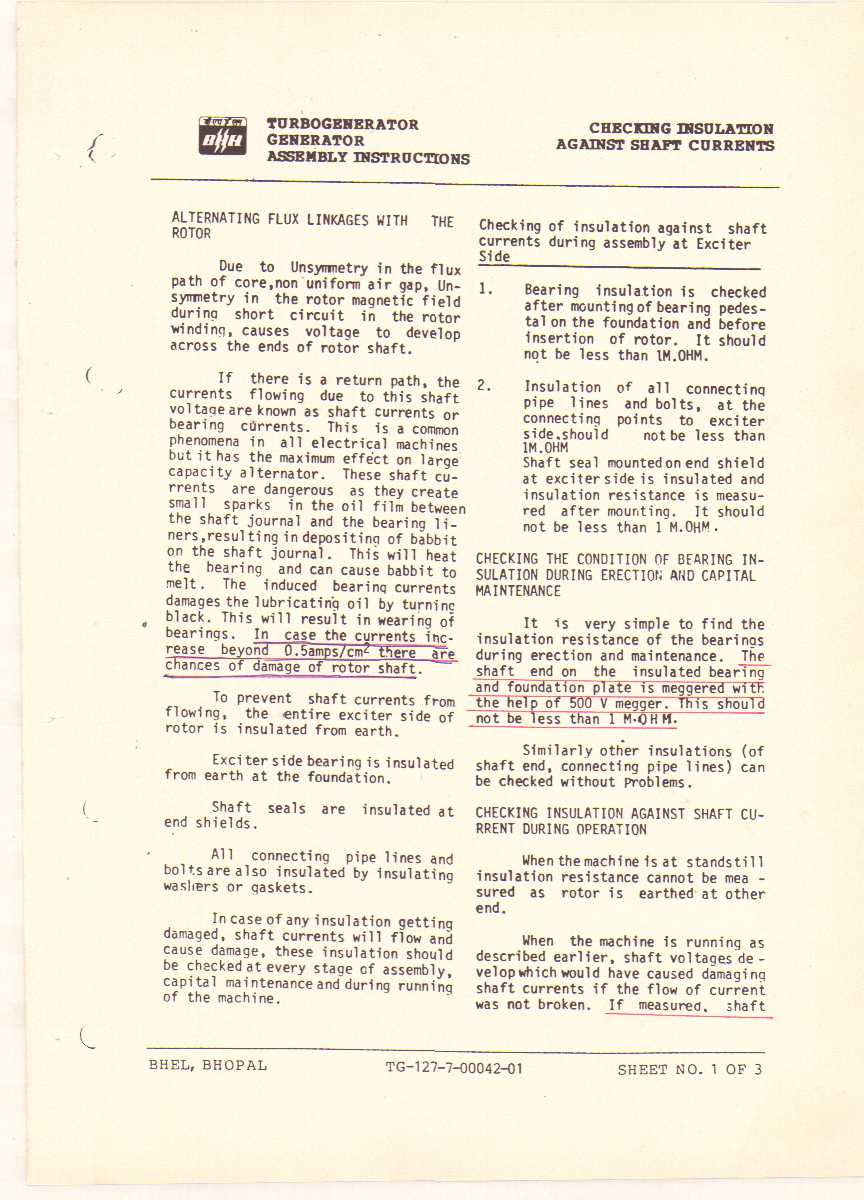 बीएचईएल
BHEL
TURBOGENERATOR
GENERATOR
ASSEMBLY INSTRUCTIONS
CHECKING INSULATION
AGAINST SHAFT CURRENTS
ALTERNATING FLUX LINKAGES WITH THE
ROTOR
Due to Unsymmetry in the flux
path of core,non uniform air gap, Un-
symmetry in the rotor magnetic field
during short circuit in the rotor
winding, causes voltage to develop
across the ends of rotor shaft.
If there is a return path, the
currents flowing due to this shaft
voltage are known as shaft currents or
bearing currents. This is a common
phenomena in all electrical machines
but it has the maximum effect on large
capacity alternator. These shaft cu-
rrents are dangerous as they create
small sparks in the oil film between
the shaft journal and the bearing li-
ners,resulting in depositing of babbit
on the shaft journal. This will heat
the bearing and can cause babbit to
melt. The induced bearing currents
damages the lubricating oil by turning
black. This will result in wearing of
bearings. In case the currents inc-
rease beyond 0.5amps/cm2 there are
chances of damage of rotor shaft.
To prevent shaft currents from
flowing, the entire exciter side of
rotor is insulated from earth.
Exciter side bearing is insulated
from earth at the foundation.
Shaft seals are insulated at
end shields.
All connecting pipe lines and
bolts are also insulated by insulating
washers or gaskets.
In case of any insulation getting
damaged, shaft currents will flow and
cause damage, these insulation should
be checked at every stage of assembly,
capital maintenance and during running
of the machine.
Checking of insulation against shaft
currents during assembly at Exciter
Side
1. Bearing insulation is checked
after mounting of bearing pedes-
tal on the foundation and before
insertion of rotor. It should
not be less than 1M.OHM.
2. Insulation of all connecting
pipe lines and bolts, at the
connecting points to exciter
side,should not be less than
1M.OHM
Shaft seal mounted on end shield
at exciter side is insulated and
insulation resistance is measu-
red after mounting. It should
not be less than 1 M.OHM.
CHECKING THE CONDITION OF BEARING IN-
SULATION DURING ERECTION AND CAPITAL
MAINTENANCE
It is very simple to find the
insulation resistance of the bearings
during erection and maintenance. The
shaft end on the insulated bearing
and foundation plate is meggered with
the help of 500 V megger. This should
not be less than 1 M.OHM.
Similarly other insulations (of
shaft end, connecting pipe lines) can
be checked without problems.
CHECKING INSULATION AGAINST SHAFT CU-
RRENT DURING OPERATION
When the machine is at standstill
insulation resistance cannot be mea -
sured as rotor is earthed at other
end.
When the machine is running as
described earlier, shaft voltages de -
velop which would have caused damaging
shaft currents if the flow of current
was not broken. If measured, shaft
BHEL, BHOPAL
TG-127-7-00042-01
SHEET NO. 1 OF 3